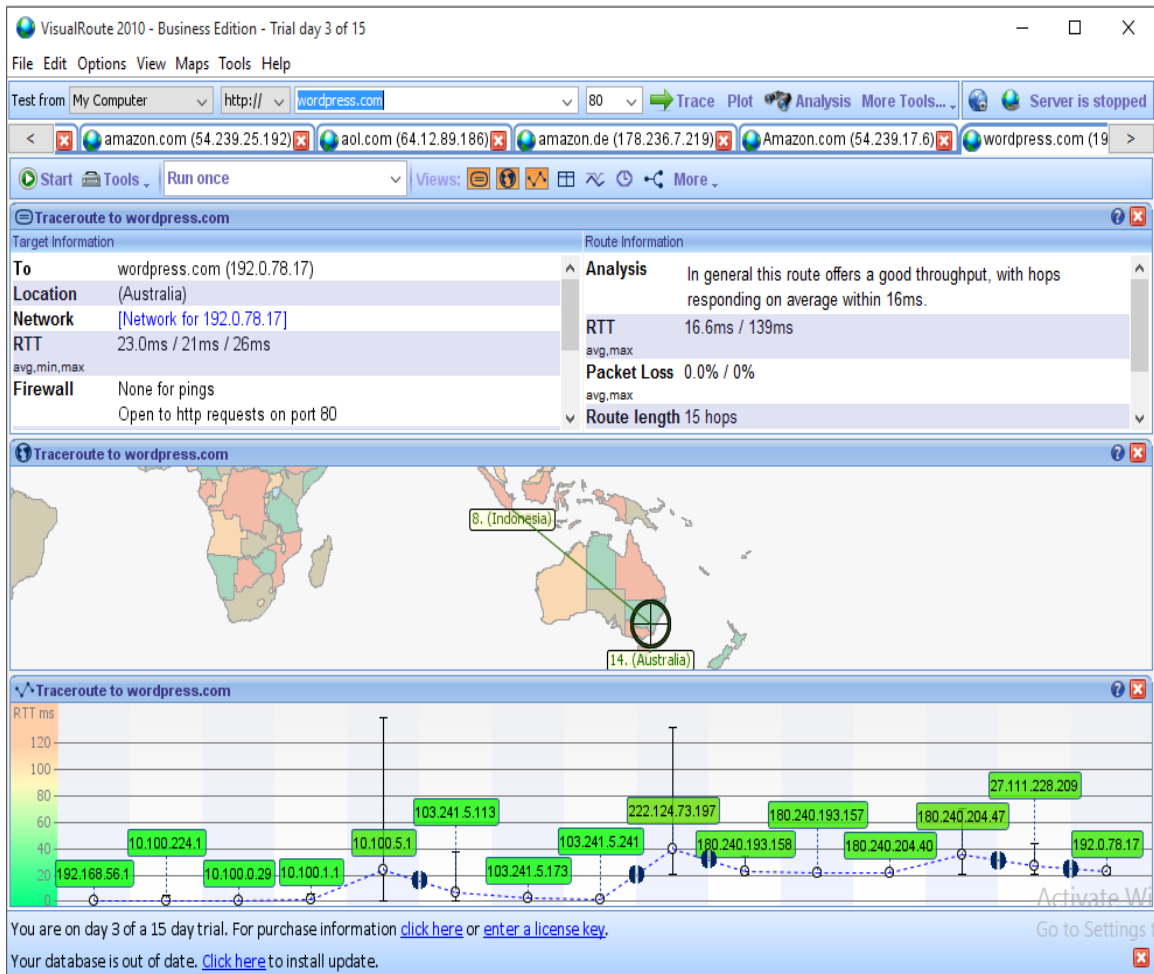 VisualRoute 2010 - Business Edition - Trial day 3 of 15
File Edit Options View Maps Tools Help
Test from My Computer http:// wordpress.com 80 Trace Plot Analysis More Tools... Server is stopped
< amazon.com (54.239.25.192) aol.com (64.12.89.186) amazon.de (178.236.7.219) Amazon.com (54.239.17.6) wordpress.com (19 >
Start Tools Run once Views: More
Traceroute to wordpress.com
Target Information Route Information
To wordpress.com (192.0.78.17)
Location (Australia)
Network [Network for 192.0.78.17]
RTT 23.0ms / 21ms / 26ms
avg,min,max
Firewall None for pings
Open to http requests on port 80
Analysis In general this route offers a good throughput, with hops
responding on average within 16ms.
RTT 16.6ms / 139ms
avg,max
Packet Loss 0.0% / 0%
avg,max
Route length 15 hops
Traceroute to wordpress.com
8. (Indonesia)
14. (Australia)
Traceroute to wordpress.com
RTT ms
120
100
80
60
40
20
0
192.168.56.1
10.100.224.1
10.100.0.29
10.100.1.1
10.100.5.1
103.241.5.113
103.241.5.173
103.241.5.241
222.124.73.197
180.240.193.158
180.240.193.157
180.240.204.40
180.240.204.47
27.111.228.209
192.0.78.17
Activate Wi
Go to Settings t
You are on day 3 of a 15 day trial. For purchase information click here or enter a license key.
Your database is out of date. Click here to install update.